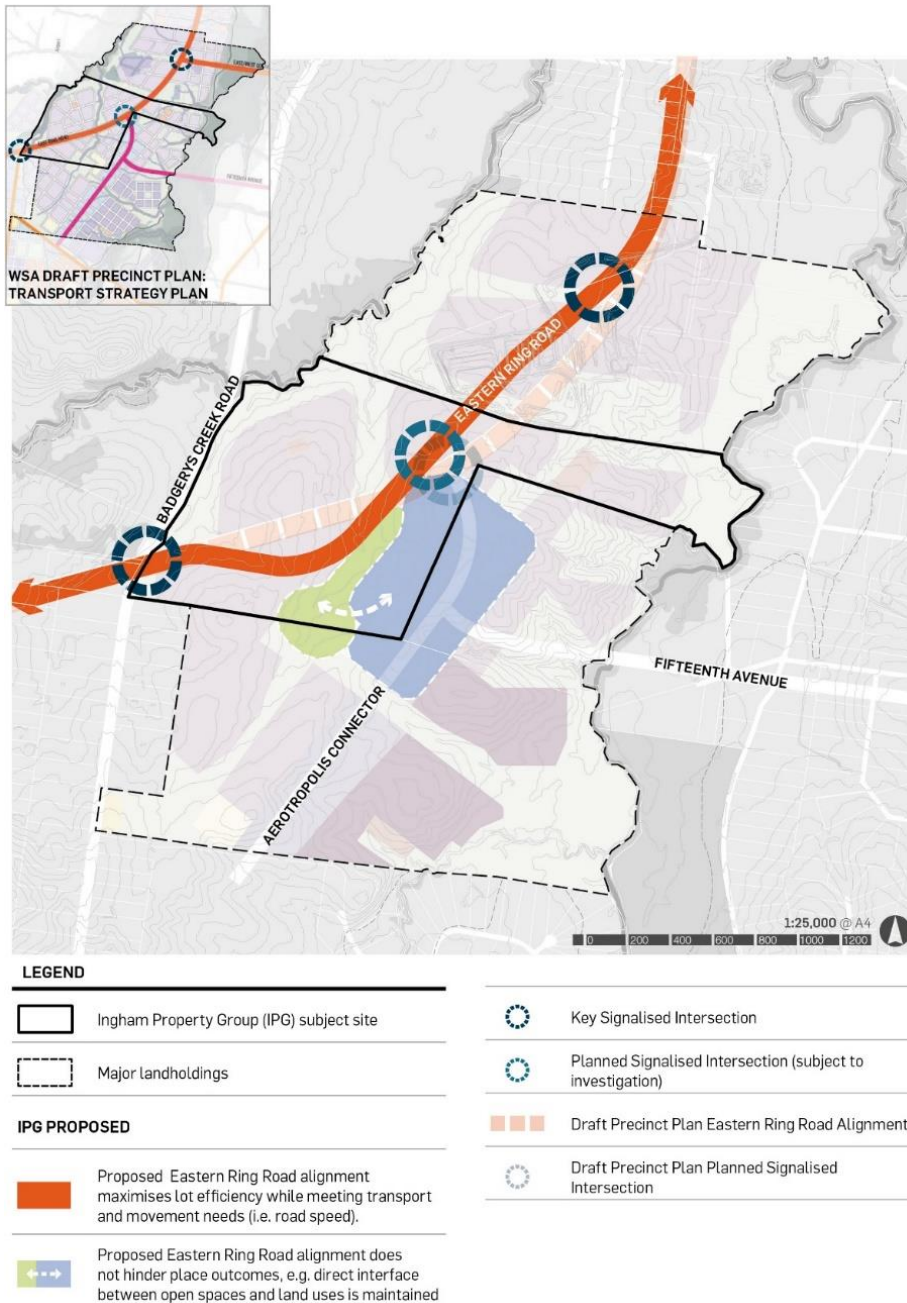 WSA DRAFT PRECINCT PLAN:
TRANSPORT STRATEGY PLAN
FIFTEENTH AVENUE
EASTERN RING ROAD
BADGERYS CREEK ROAD
FIFTEENTH AVENUE
AEROTROPOLIS CONNECTOR
1:25,000 @ A4
0 200 400 600 800 1000 1200
LEGEND
Ingham Property Group (IPG) subject site
Major landholdings
IPG PROPOSED
Proposed Eastern Ring Road alignment
maximises lot efficiency while meeting transport
and movement needs (i.e. road speed).
Proposed Eastern Ring Road alignment does
not hinder place outcomes, e.g. direct interface
between open spaces and land uses is maintained
Key Signalised Intersection
Planned Signalised Intersection (subject to
investigation)
Draft Precinct Plan Eastern Ring Road Alignment
Draft Precinct Plan Planned Signalised
Intersection